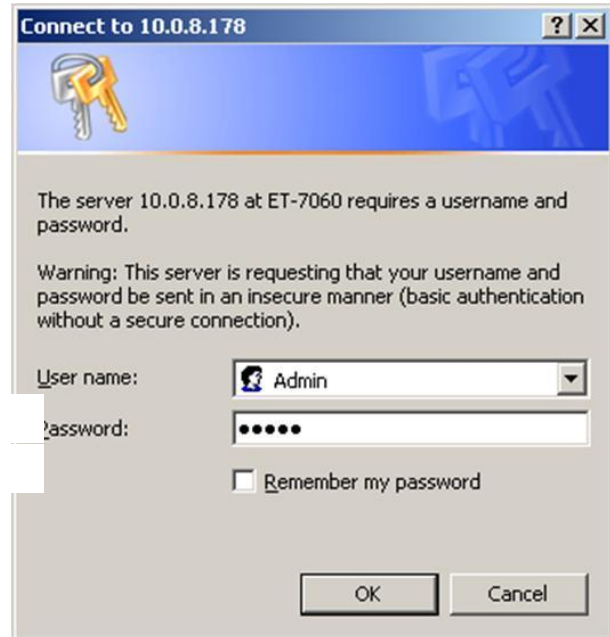 Connect to 10.0.8.178
The server 10.0.8.178 at ET-7060 requires a username and
password.
Warning: This server is requesting that your username and
password be sent in an insecure manner (basic authentication
without a secure connection).
User name:
Admin
Password:
•••••
Remember my password
OK
Cancel